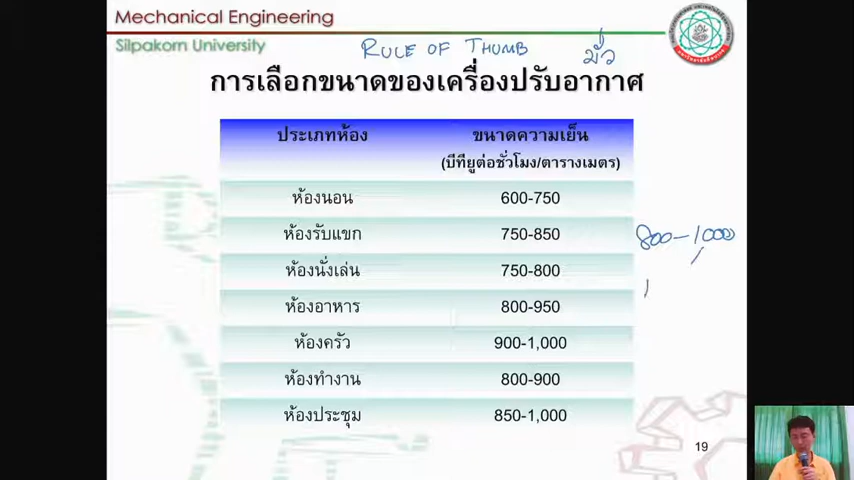 Mechanical Engineering
Silpakorn University
RULE OF THUMB
มั่ว
การเลือกขนาดของเครื่องปรับอากาศ
ประเภทห้อง ขนาดความเย็น
(บีทียูต่อชั่วโมง/ตารางเมตร)
ห้องนอน 600-750
ห้องรับแขก 750-850
800-1000
ห้องนั่งเล่น 750-800
ห้องอาหาร 800-950
ห้องครัว 900-1,000
ห้องทำงาน 800-900
ห้องประชุม 850-1,000
19